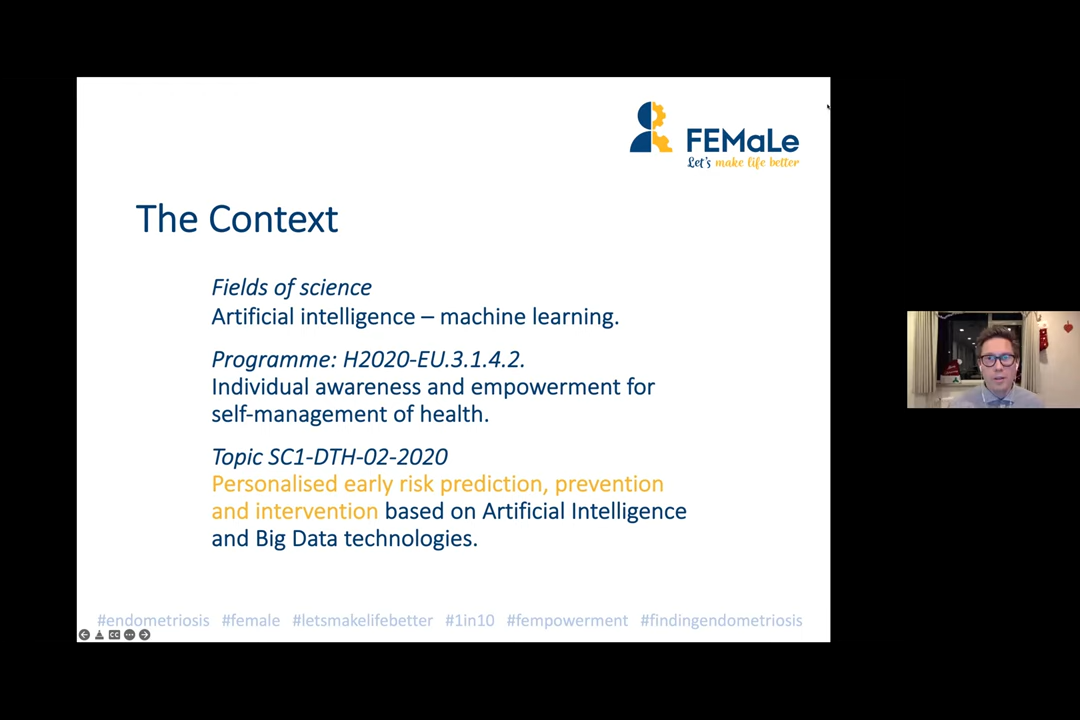 FEMaLe
Let's make life better
The Context
Fields of science
Artificial intelligence – machine learning.
Programme: H2020-EU.3.1.4.2.
Individual awareness and empowerment for
self-management of health.
Topic SC1-DTH-02-2020
Personalised early risk prediction, prevention
and intervention based on Artificial Intelligence
and Big Data technologies.
#endometriosis #female #letsmakelifebetter #1in10 #fempowerment #findingendometriosis
CC